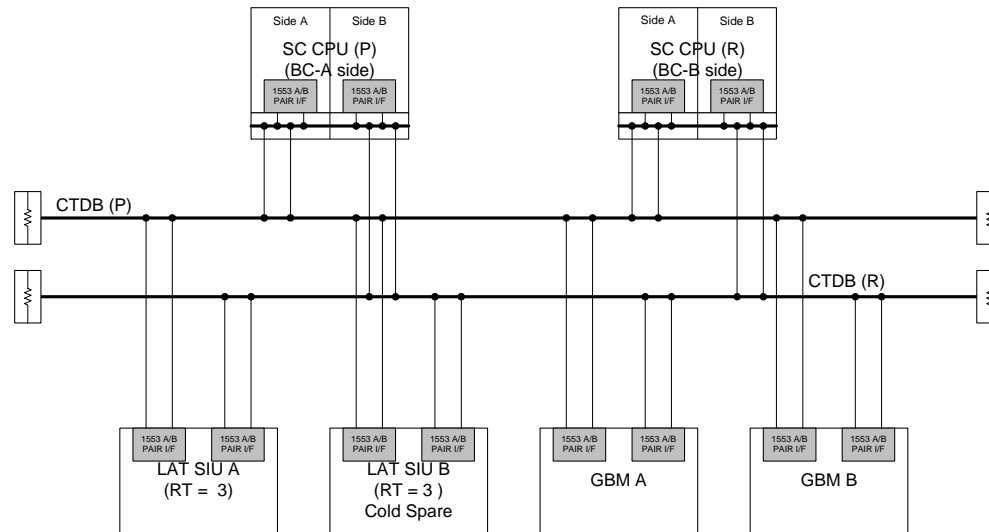 Side A Side B
SC CPU (P)
(BC-A side)
1553 A/B
PAIR I/F
1553 A/B
PAIR I/F
Side A Side B
SC CPU (R)
(BC-B side)
1553 A/B
PAIR I/F
1553 A/B
PAIR I/F
CTDB (P)
CTDB (R)
1553 A/B
PAIR I/F
1553 A/B
PAIR I/F
LAT SIU A
(RT = 3)
1553 A/B
PAIR I/F
1553 A/B
PAIR I/F
LAT SIU B
(RT = 3 )
Cold Spare
1553 A/B
PAIR I/F
1553 A/B
PAIR I/F
GBM A
1553 A/B
PAIR I/F
1553 A/B
PAIR I/F
GBM B